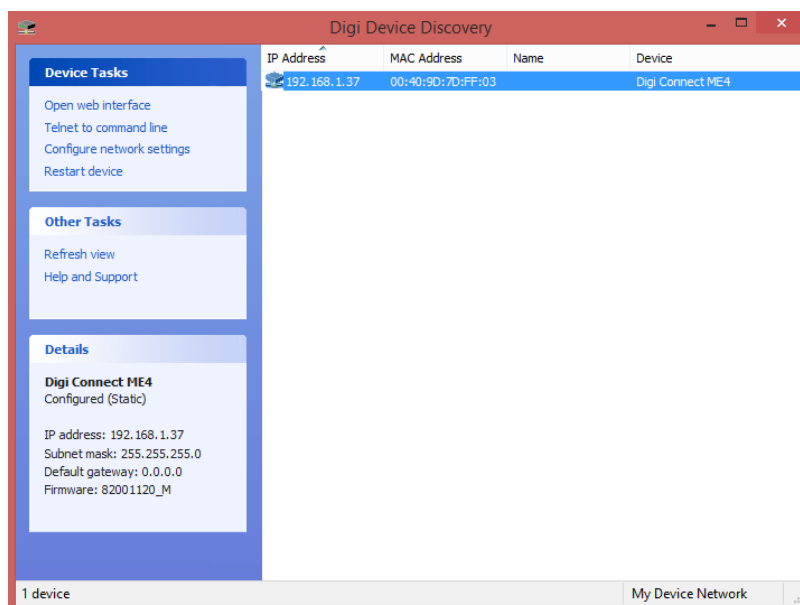 Digi Device Discovery
Device Tasks
Open web interface
Telnet to command line
Configure network settings
Restart device
Other Tasks
Refresh view
Help and Support
Details
Digi Connect ME4
Configured (Static)
IP address: 192.168.1.37
Subnet mask: 255.255.255.0
Default gateway: 0.0.0.0
Firmware: 82001120_M
IP Address MAC Address Name Device
192.168.1.37 00:40:9D:7D:FF:03 Digi Connect ME4
1 device My Device Network